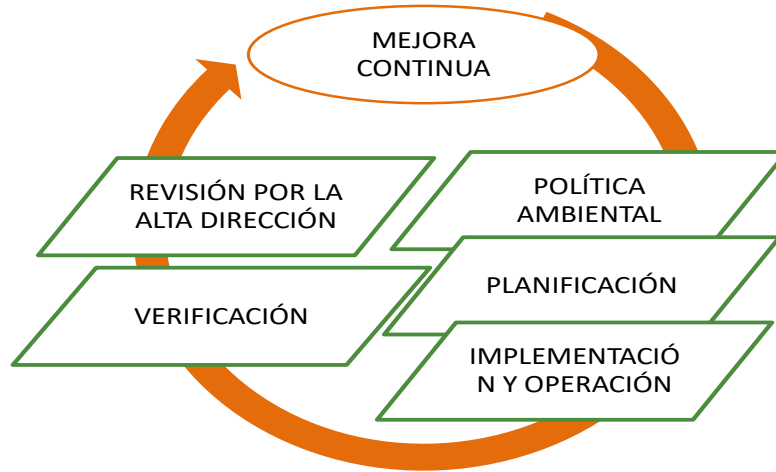 MEJORA
CONTINUA
POLÍTICA
AMBIENTAL
PLANIFICACIÓN
IMPLEMENTACIÓ
N Y OPERACIÓN
VERIFICACIÓN
REVISIÓN POR LA
ALTA DIRECCIÓN